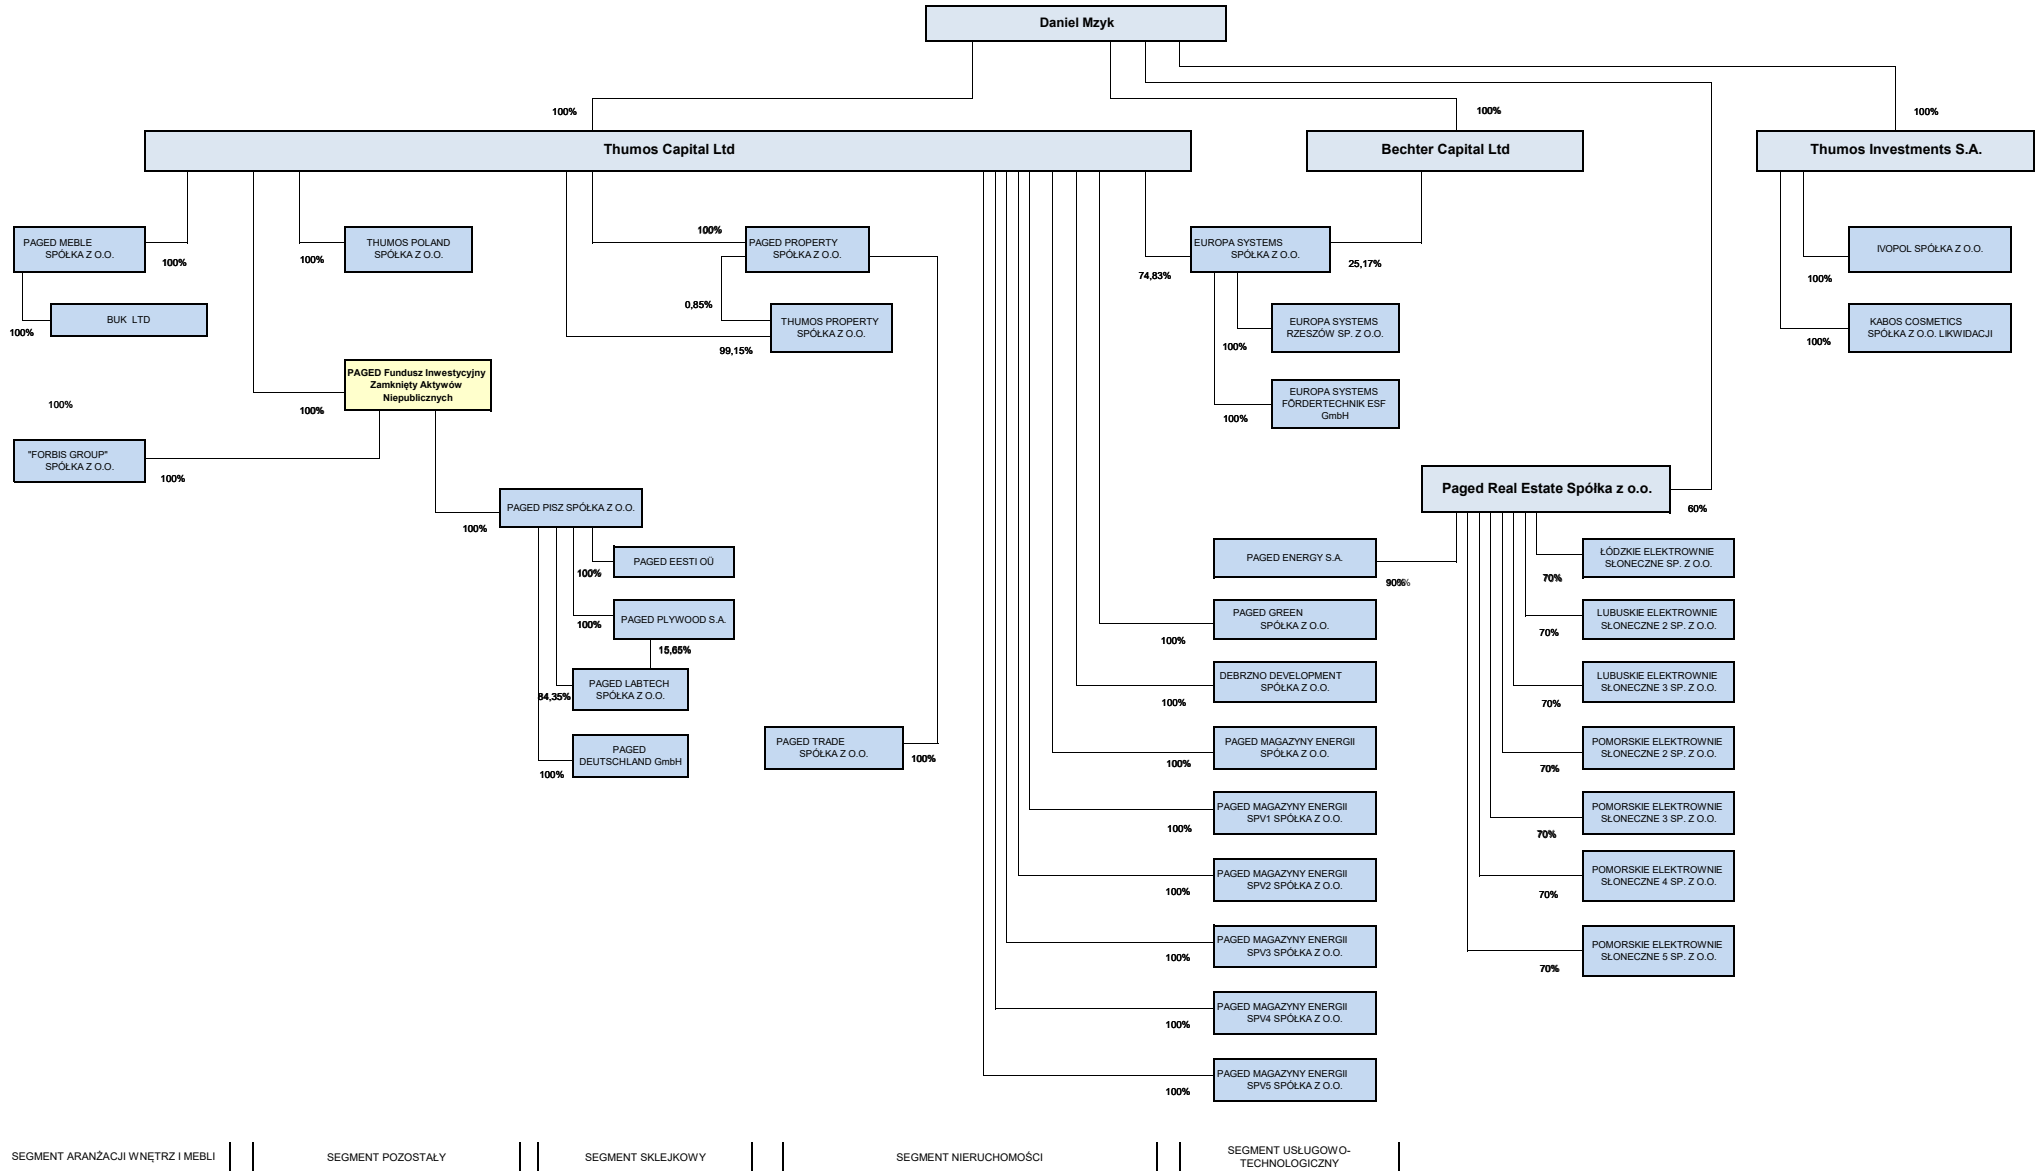 Daniel Mzyk
100%
100%
100%
Thumos Capital Ltd
Bechter Capital Ltd
Thumos Investments S.A.
PAGED MEBLE
SPÓŁKA Z O.O.
100%
THUMOS POLAND
SPÓŁKA Z O.O.
100%
100%
PAGED PROPERTY
SPÓŁKA Z O.O.
EUROPA SYSTEMS
SPÓŁKA Z O.O.
74,83%
25,17%
IVOPOL SPÓŁKA Z O.O.
100%
BUK LTD
100%
0,85%
THUMOS PROPERTY
SPÓŁKA Z O.O.
99,15%
EUROPA SYSTEMS
RZESZÓW SP. Z O.O.
100%
KABOS COSMETICS
SPÓŁKA Z O.O. LIKWIDACJI
100%
PAGED Fundusz Inwestycyjny
Zamknięty Aktywów
Niepublicznych
100%
100%
EUROPA SYSTEMS
FÖRDERTECHNIK ESF
GmbH
100%
"FORBIS GROUP"
SPÓŁKA Z O.O.
100%
Paged Real Estate Spółka z o.o.
60%
PAGED PISZ SPÓŁKA Z O.O.
100%
PAGED EESTI OÜ
100%
PAGED ENERGY S.A.
90%
ŁÓDZKIE ELEKTROWNIE
SŁONECZNE SP. Z O.O.
70%
PAGED PLYWOOD S.A.
100%
15,65%
PAGED GREEN
SPÓŁKA Z O.O.
100%
LUBUSKIE ELEKTROWNIE
SŁONECZNE 2 SP. Z O.O.
70%
PAGED LABTECH
SPÓŁKA Z O.O.
84,35%
DEBRZNO DEVELOPMENT
SPÓŁKA Z O.O.
100%
LUBUSKIE ELEKTROWNIE
SŁONECZNE 3 SP. Z O.O.
70%
PAGED
DEUTSCHLAND GmbH
100%
PAGED TRADE
SPÓŁKA Z O.O.
100%
PAGED MAGAZYNY ENERGII
SPÓŁKA Z O.O.
100%
POMORSKIE ELEKTROWNIE
SŁONECZNE 2 SP. Z O.O.
70%
PAGED MAGAZYNY ENERGII
SPV1 SPÓŁKA Z O.O.
100%
POMORSKIE ELEKTROWNIE
SŁONECZNE 3 SP. Z O.O.
70%
PAGED MAGAZYNY ENERGII
SPV2 SPÓŁKA Z O.O.
100%
POMORSKIE ELEKTROWNIE
SŁONECZNE 4 SP. Z O.O.
70%
PAGED MAGAZYNY ENERGII
SPV3 SPÓŁKA Z O.O.
100%
POMORSKIE ELEKTROWNIE
SŁONECZNE 5 SP. Z O.O.
70%
PAGED MAGAZYNY ENERGII
SPV4 SPÓŁKA Z O.O.
100%
PAGED MAGAZYNY ENERGII
SPV5 SPÓŁKA Z O.O.
100%
SEGMENT ARANŻACJI WNĘTRZ I MEBLI
SEGMENT POZOSTAŁY
SEGMENT SKLEJKOWY
SEGMENT NIERUCHOMOŚCI
SEGMENT USŁUGOWO-
TECHNOLOGICZNY